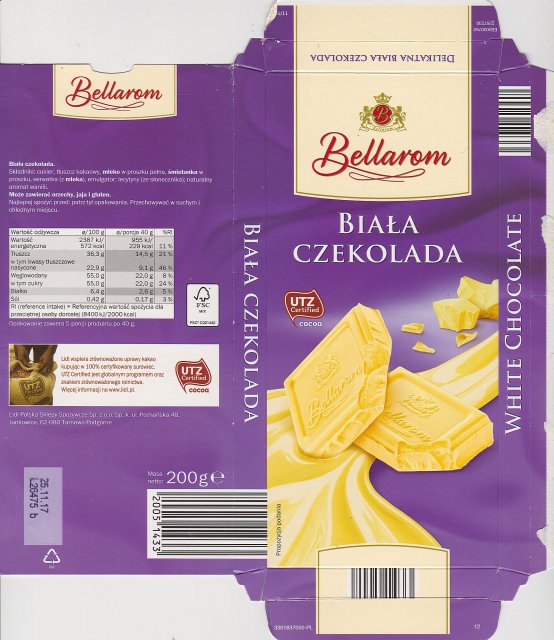 Bellarom
Biała czekolada.
Składniki: cukier, tłuszcz kakaowy, mleko w proszku pełne, śmietanka w
proszku, serwatka (z mleka), emulgator: lecytyny (ze słonecznika); naturalny
aromat wanilii.
Może zawierać orzechy, jaja i gluten.
Najlepiej spożyć przed: patrz tył opakowania. Przechowywać w suchym i
chłodnym miejscu.
Wartość odżywcza ø/100 g ø/porcja 40 g %RI
Wartość 2387 kJ/ 955 kJ/
energetyczna 572 kcal 229 kcal 11 %
Tłuszcz 36,3 g 14,5 g 21 %
w tym kwasy tłuszczowe
nasycone 22,9 g 9,1 g 46 %
Węglowodany 55,0 g 22,0 g 8 %
w tym cukry 55,0 g 22,0 g 24 %
Białko 6,4 g 2,6 g 5 %
Sól 0,42 g 0,17 g 3 %
RI (reference intake) = Referencyjna wartość spożycia dla
przeciętnej osoby dorosłej (8400 kJ/2000 kcal)
Opakowanie zawiera 5 porcji produktu po 40 g.
FSC
MIX
Lidl wspiera zrównoważone uprawy kakao
kupując w 100% certyfikowany surowiec.
UTZ Certified jest globalnym programem oraz
znakiem zrównoważonego rolnictwa.
Więcej informacji na www.lidl.pl.
UTZ
Certified
cocoa
Lidl Polska Sklepy Spożywcze Sp. z o.o. Sp. k. ul. Poznańska 48,
Jankowice, 62-080 Tarnowo Podgórne
25.11.17
L26475 b
Masa
netto: 200g e
20051433
BIAŁA CZEKOLADA
DELIKATNA BIAŁA CZEKOLADA
Bellarom
BIAŁA
CZEKOLADA
UTZ
Certified
cocoa
Propozycja podania
WHITE CHOCOLATE
3301837050-PL
12